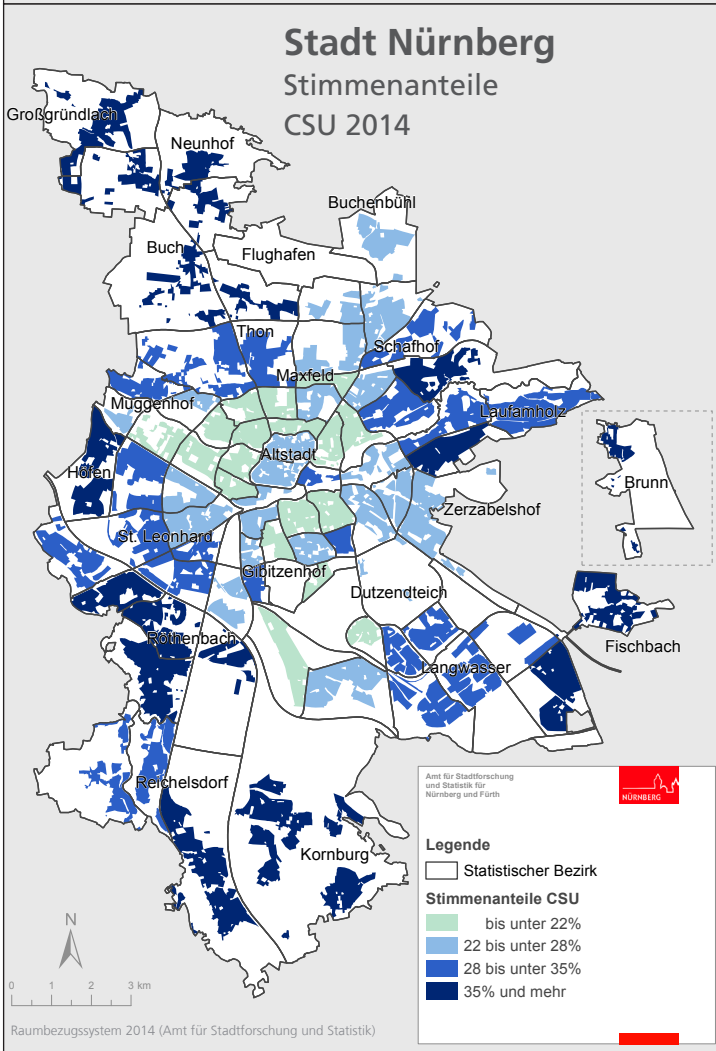 Stadt Nürnberg
Stimmenanteile
CSU 2014
Großgründlach
Neunhof
Buchenbühl
Buch
Flughafen
Thon
Schafhof
Maxfeld
Muggenhof
Laufamholz
Altstadt
Höfen
Brunn
Zerzabelshof
St. Leonhard
Gibitzenhof
Dutzendteich
Röthenbach
Fischbach
Langwasser
Reichelsdorf
Kornburg
Amt für Stadtforschung
und Statistik für
Nürnberg und Fürth
NÜRNBERG
Legende
Statistischer Bezirk
Stimmenanteile CSU
bis unter 22%
22 bis unter 28%
28 bis unter 35%
35% und mehr
N
0 1 2 3 km
Raumbezugssystem 2014 (Amt für Stadtforschung und Statistik)